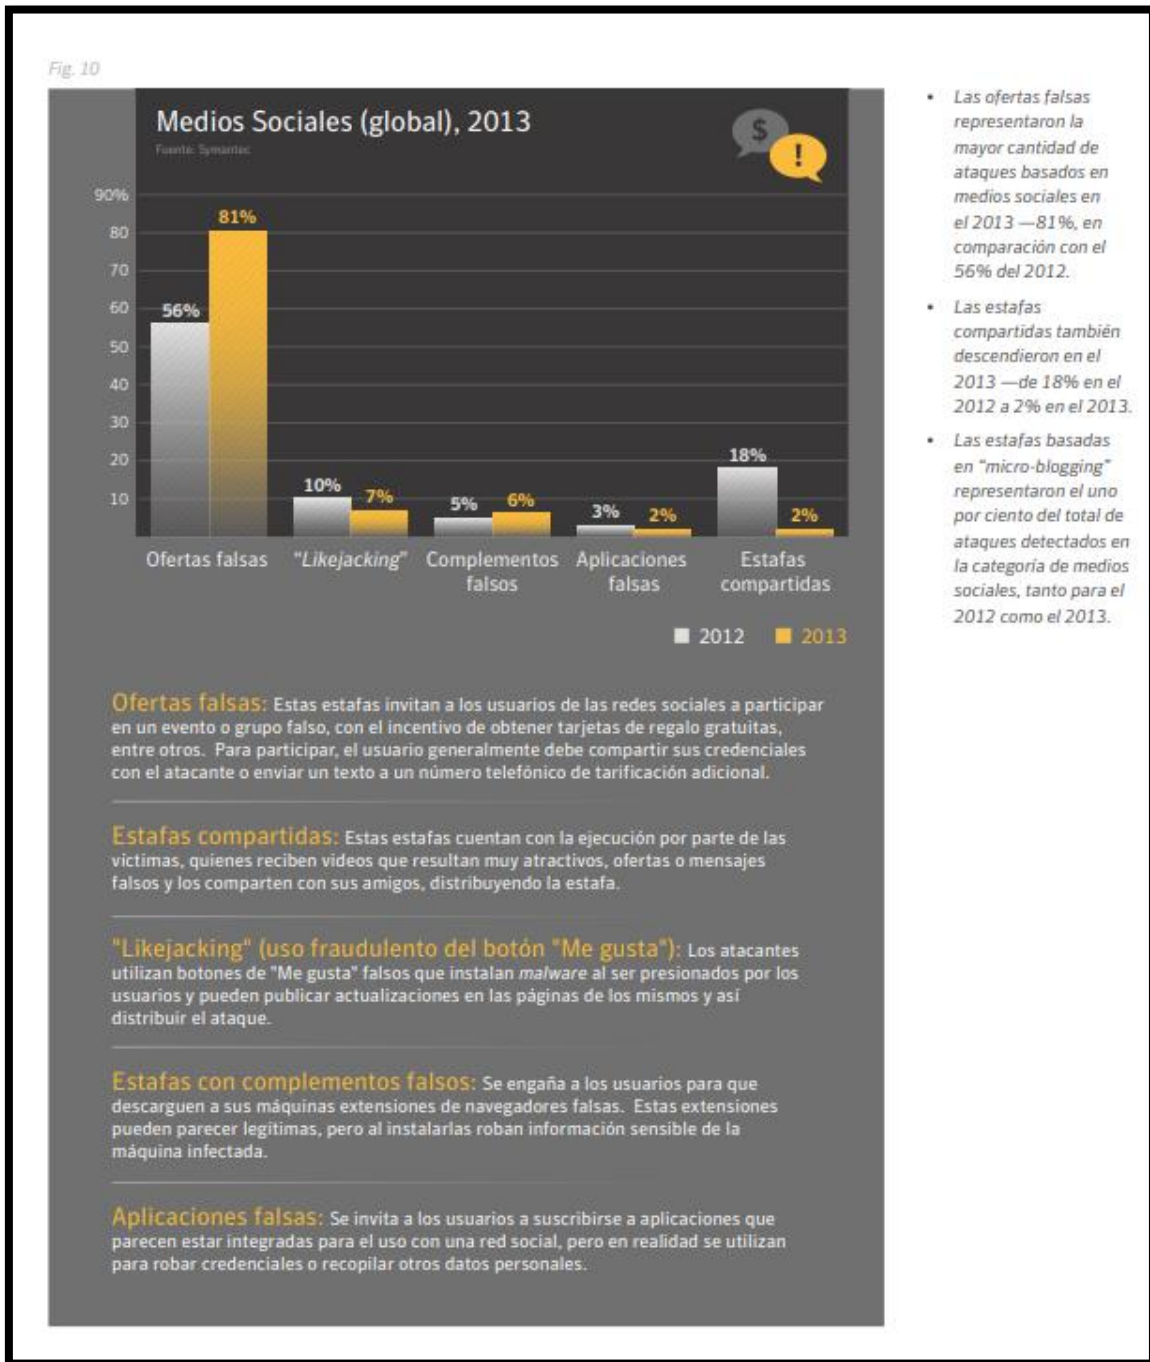 Fig. 10
Medios Sociales (global), 2013
Fuente: Symantec
$
!
90%
80
70
60
50
40
30
20
10
56%
81%
10%
7%
5%
6%
3%
2%
18%
2%
Ofertas falsas
"Likejacking"
Complementos
falsos
Aplicaciones
falsas
Estafas
compartidas
2012
2013
Ofertas falsas: Estas estafas invitan a los usuarios de las redes sociales a participar
en un evento o grupo falso, con el incentivo de obtener tarjetas de regalo gratuitas,
entre otros. Para participar, el usuario generalmente debe compartir sus credenciales
con el atacante o enviar un texto a un número telefónico de tarificación adicional.
Estafas compartidas: Estas estafas cuentan con la ejecución por parte de las
víctimas, quienes reciben videos que resultan muy atractivos, ofertas o mensajes
falsos y los comparten con sus amigos, distribuyendo la estafa.
"Likejacking" (uso fraudulento del botón "Me gusta"): Los atacantes
utilizan botones de "Me gusta" falsos que instalan malware al ser presionados por los
usuarios y pueden publicar actualizaciones en las páginas de los mismos y así
distribuir el ataque.
Estafas con complementos falsos: Se engaña a los usuarios para que
descarguen a sus máquinas extensiones de navegadores falsas. Estas extensiones
pueden parecer legítimas, pero al instalarlas roban información sensible de la
máquina infectada.
Aplicaciones falsas: Se invita a los usuarios a suscribirse a aplicaciones que
parecen estar integradas para el uso con una red social, pero en realidad se utilizan
para robar credenciales o recopilar otros datos personales.
• Las ofertas falsas
representaron la
mayor cantidad de
ataques basados en
medios sociales en
el 2013 —81%, en
comparación con el
56% del 2012.
• Las estafas
compartidas también
descendieron en el
2013 —de 18% en el
2012 a 2% en el 2013.
• Las estafas basadas
en "micro-blogging"
representaron el uno
por ciento del total de
ataques detectados en
la categoría de medios
sociales, tanto para el
2012 como el 2013.